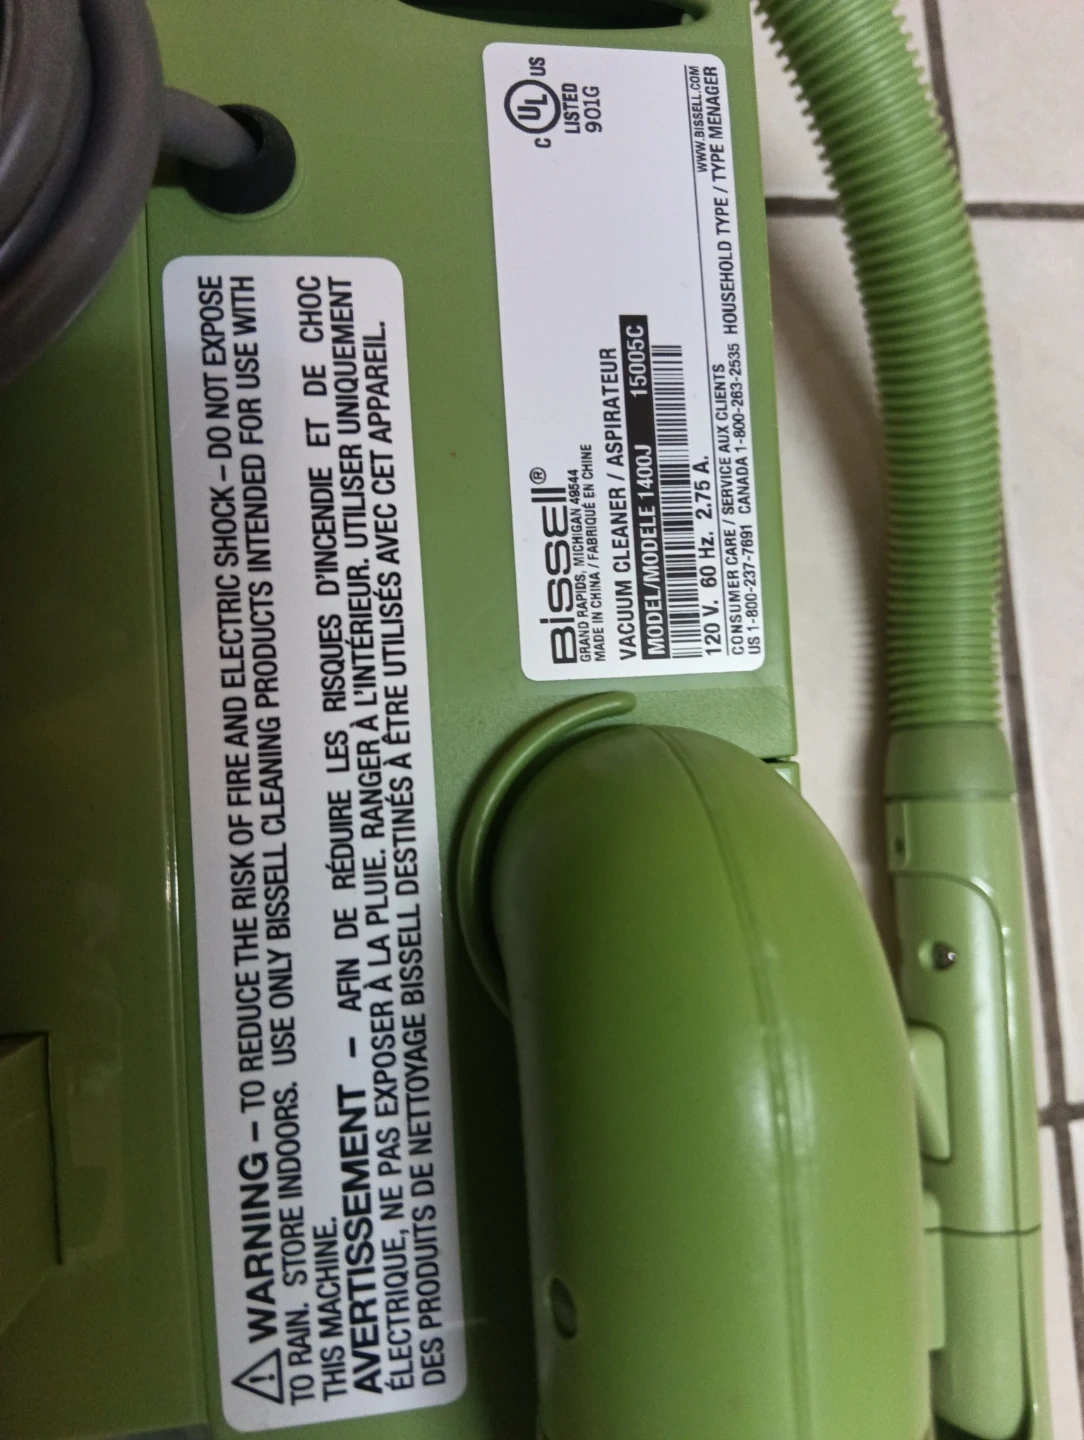 ⚠ WARNING – TO REDUCE THE RISK OF FIRE AND ELECTRIC SHOCK – DO NOT EXPOSE
TO RAIN. STORE INDOORS. USE ONLY BISSELL CLEANING PRODUCTS INTENDED FOR USE WITH
THIS MACHINE.
AVERTISSEMENT – AFIN DE RÉDUIRE LES RISQUES D'INCENDIE ET DE CHOC
ÉLECTRIQUE, NE PAS EXPOSER À LA PLUIE. RANGER À L'INTÉRIEUR. UTILISER UNIQUEMENT
DES PRODUITS DE NETTOYAGE BISSELL DESTINÉS À ÊTRE UTILISÉS AVEC CET APPAREIL.
C UL US
LISTED
901G
BISSELL®
GRAND RAPIDS, MICHIGAN 49544
MADE IN CHINA / FABRIQUÉ EN CHINE
VACUUM CLEANER / ASPIRATEUR
MODEL/MODELE 1400J 15005C
120 V. 60 Hz. 2.75 A.
WWW.BISSELL.COM
CONSUMER CARE / SERVICE AUX CLIENTS HOUSEHOLD TYPE / TYPE MENAGER
US 1-800-237-7691 CANADA 1-800-263-2535